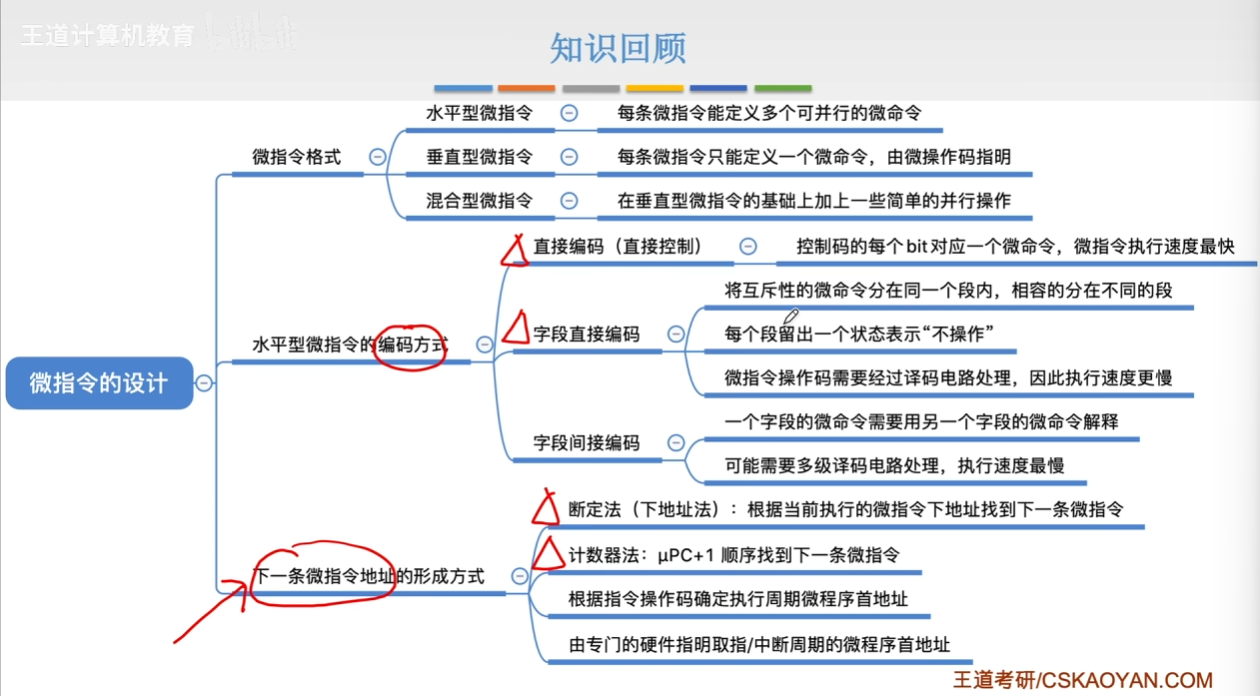 王道计算机教育
知识回顾
微指令的设计
微指令格式
水平型微指令
每条微指令能定义多个可并行的微命令
垂直型微指令
每条微指令只能定义一个微命令，由微操作码指明
混合型微指令
在垂直型微指令的基础上加上一些简单的并行操作
水平型微指令的编码方式
直接编码（直接控制）
控制码的每个bit对应一个微命令，微指令执行速度最快
字段直接编码
将互斥性的微命令分在同一个段内，相容的分在不同的段
每个段留出一个状态表示“不操作”
微指令操作码需要经过译码电路处理，因此执行速度更慢
字段间接编码
一个字段的微命令需要用另一个字段的微命令解释
可能需要多级译码电路处理，执行速度最慢
下一条微指令地址的形成方式
断定法（下地址法）：根据当前执行的微指令下地址找到下一条微指令
计数器法：μPC+1 顺序找到下一条微指令
根据指令操作码确定执行周期微程序首地址
由专门的硬件指明取指/中断周期的微程序首地址
王道考研/CSKAOYAN.COM